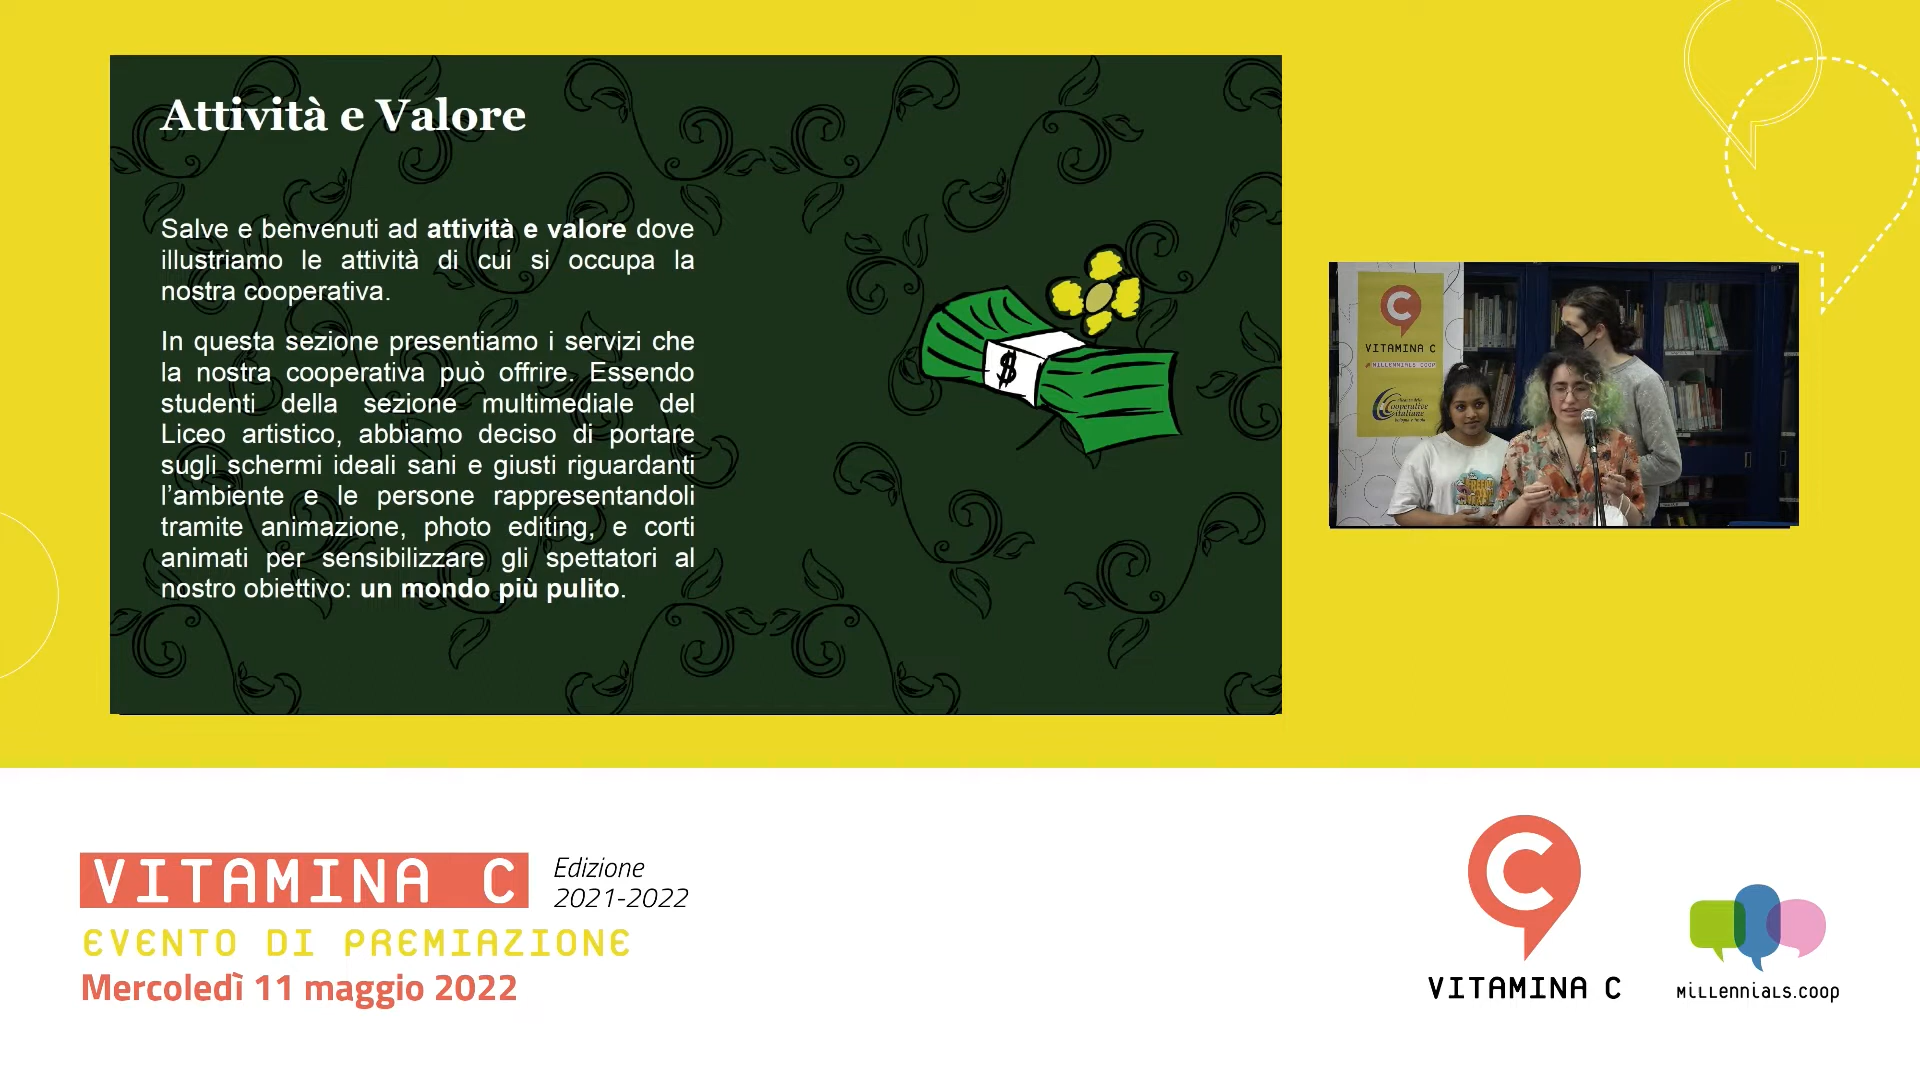 Attività e Valore
Salve e benvenuti ad attività e valore dove
illustriamo le attività di cui si occupa la
nostra cooperativa.
In questa sezione presentiamo i servizi che
la nostra cooperativa può offrire. Essendo
studenti della sezione multimediale del
Liceo artistico, abbiamo deciso di portare
sugli schermi ideali sani e giusti riguardanti
l'ambiente e le persone rappresentandoli
tramite animazione, photo editing, e corti
animati per sensibilizzare gli spettatori al
nostro obiettivo: un mondo più pulito.
$
C
VITAMINA C
MILLENNIALS.COOP
cooperative
italiane
VITAMINA C
Edizione
2021-2022
EVENTO DI PREMIAZIONE
Mercoledì 11 maggio 2022
C
VITAMINA C
MiLLenniaLs.coop